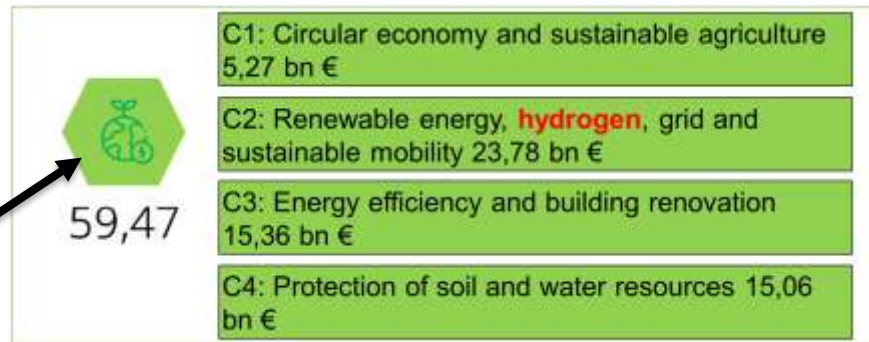 C1: Circular economy and sustainable agriculture
5,27 bn €
C2: Renewable energy, hydrogen, grid and
sustainable mobility 23,78 bn €
59,47
C3: Energy efficiency and building renovation
15,36 bn €
C4: Protection of soil and water resources 15,06
bn €